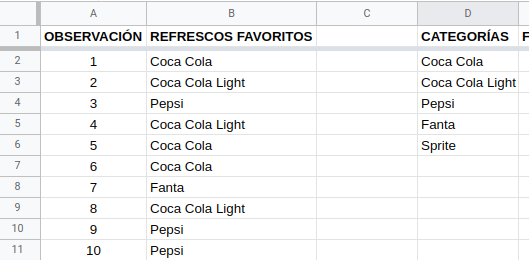 A B C D
1 OBSERVACIÓN REFRESCOS FAVORITOS CATEGORÍAS F
2 1 Coca Cola Coca Cola
3 2 Coca Cola Light Coca Cola Light
4 3 Pepsi Pepsi
5 4 Coca Cola Light Fanta
6 5 Coca Cola Sprite
7 6 Coca Cola
8 7 Fanta
9 8 Coca Cola Light
10 9 Pepsi
11 10 Pepsi